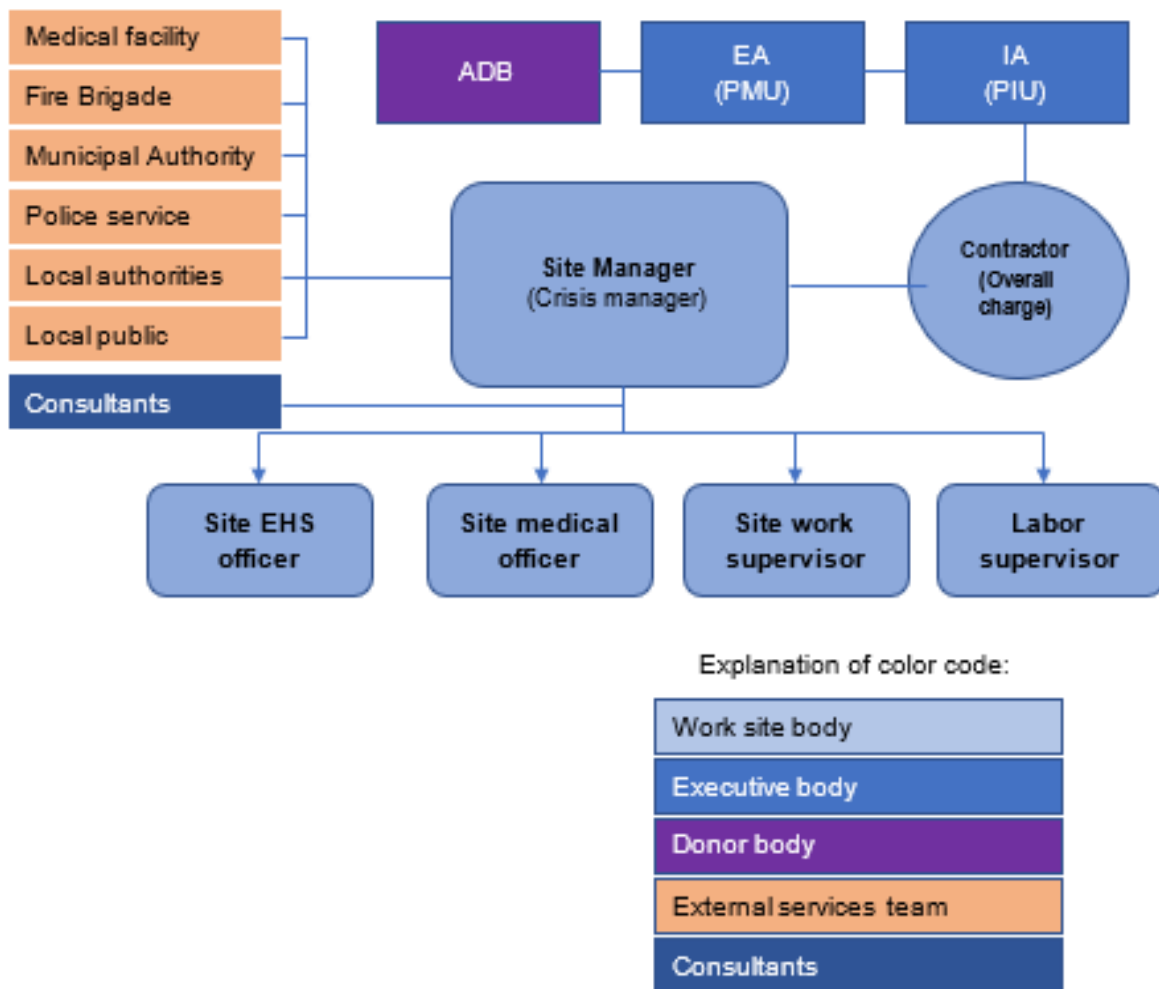 Medical facility
Fire Brigade
Municipal Authority
Police service
Local authorities
Local public
Consultants
ADB
EA
(PMU)
IA
(PIU)
Site Manager
(Crisis manager)
Contractor
(Overall
charge)
Site EHS
officer
Site medical
officer
Site work
supervisor
Labor
supervisor
Explanation of color code:
Work site body
Executive body
Donor body
External services team
Consultants